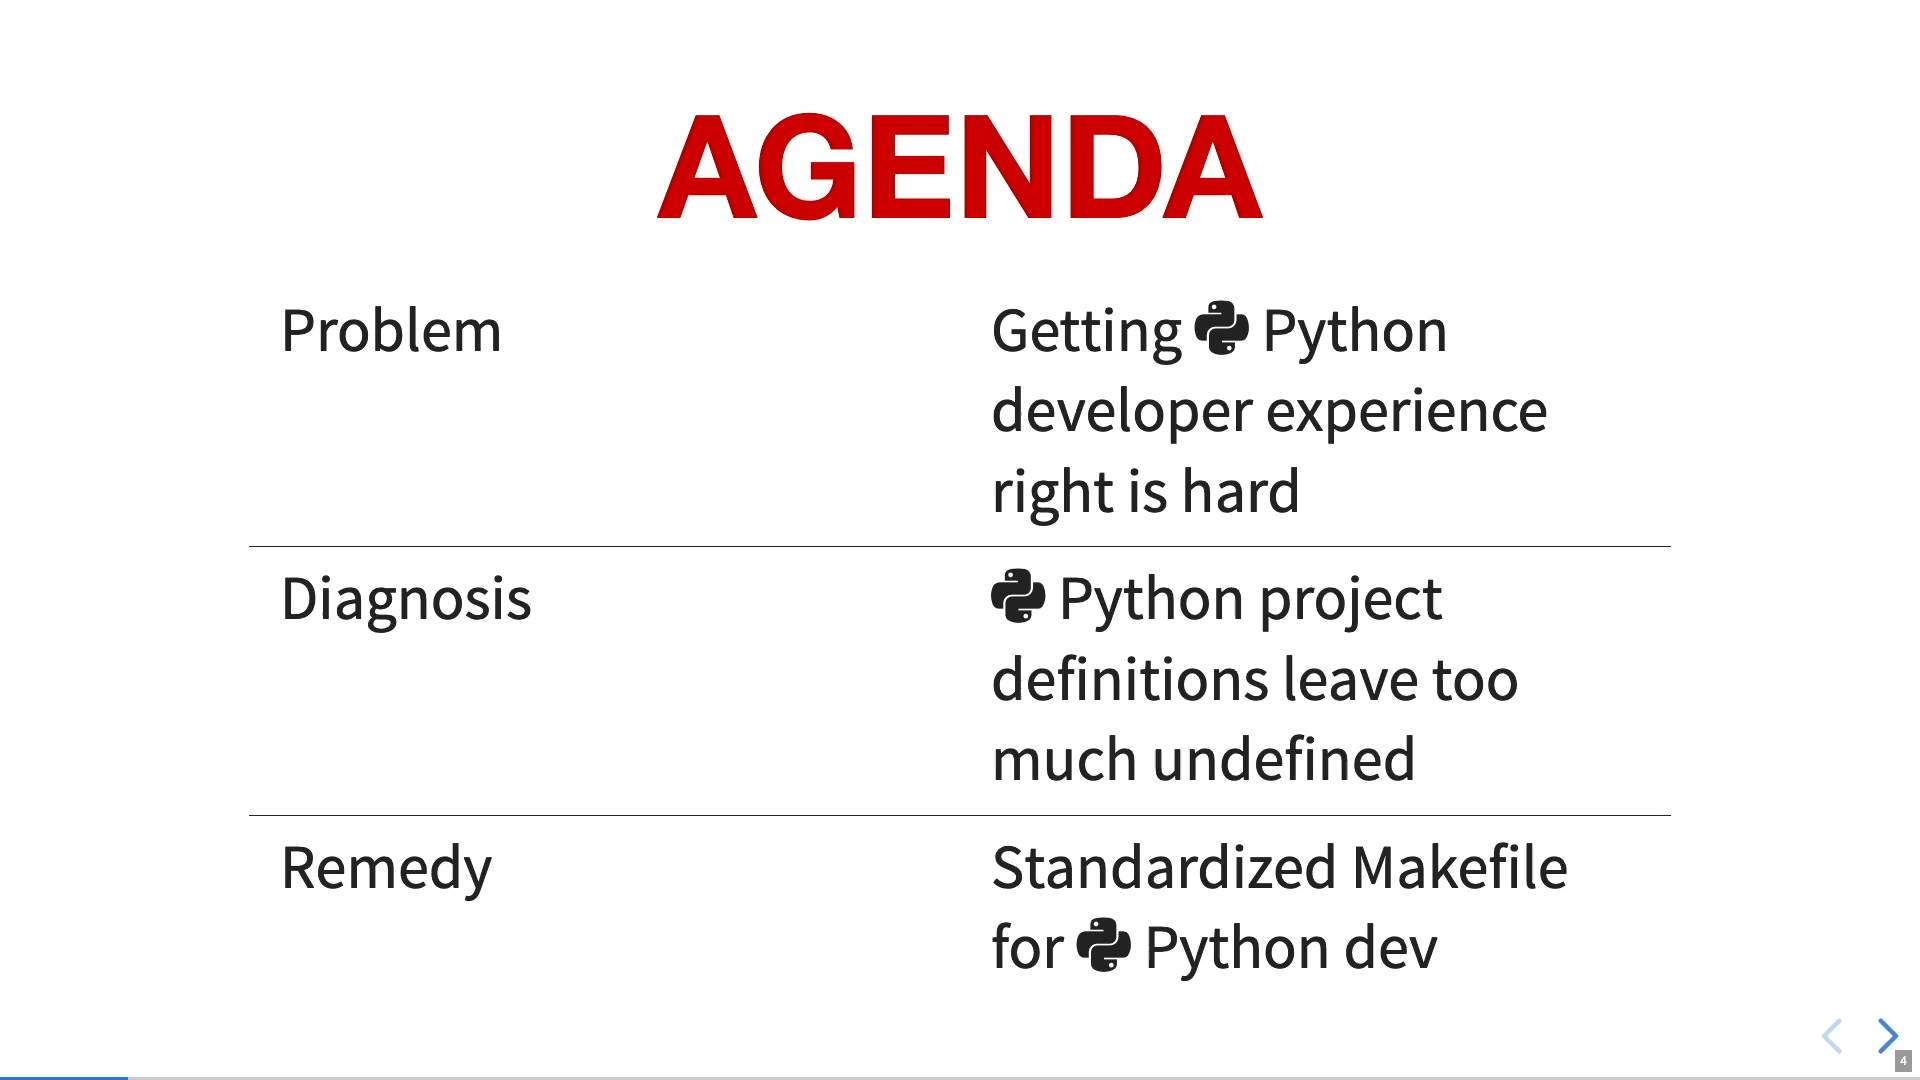 AGENDA
Problem
Getting Python
developer experience
right is hard
Diagnosis
Python project
definitions leave too
much undefined
Remedy
Standardized Makefile
for Python dev
4